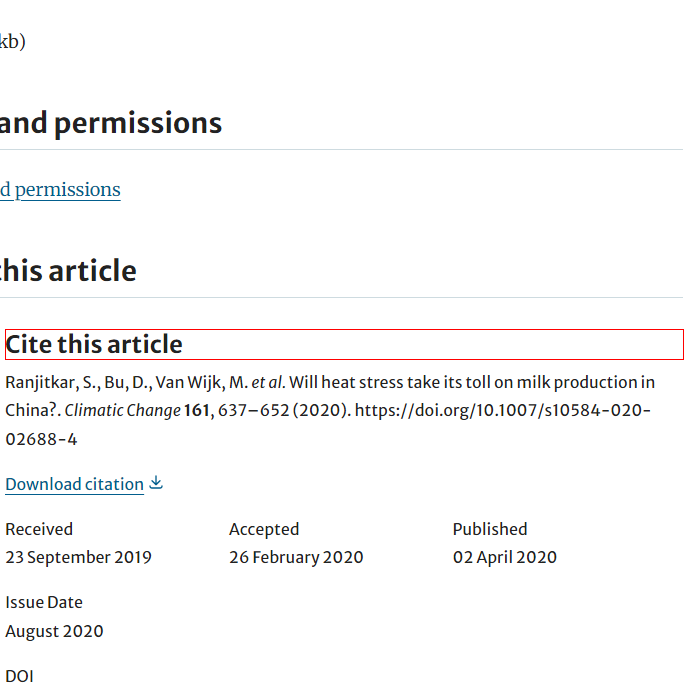 kb)
and permissions
d permissions
this article
Cite this article
Ranjitkar, S., Bu, D., Van Wijk, M. et al. Will heat stress take its toll on milk production in
China?. Climatic Change 161, 637–652 (2020). https://doi.org/10.1007/s10584-020-
02688-4
Download citation
Received Accepted Published
23 September 2019 26 February 2020 02 April 2020
Issue Date
August 2020
DOI